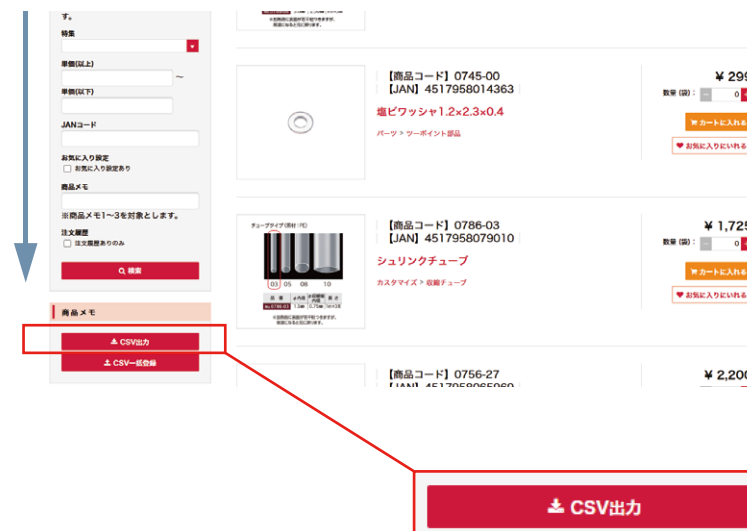 す。
特集
単価(以上)
～
単価(以下)
JANコード
お気に入り設定
お気に入り設定あり
商品メモ
※商品メモ1～3を対象とします。
注文履歴
注文履歴ありのみ
検索
商品メモ
CSV出力
CSV一括登録
【商品コード】0745-00
【JAN】4517958014363
塩ビワッシャ1.2×2.3×0.4
パーツ > ツーポイント部品
¥ 299
数量 (袋) : － 0 +
カートに入れる
お気に入りにいれる
チューブタイプ(素材:PE)
03 05 08 10
【商品コード】0786-03
【JAN】4517958079010
シュリンクチューブ
カスタマイズ > 収縮チューブ
¥ 1,725
数量 (袋) : － 0 +
カートに入れる
お気に入りにいれる
【商品コード】0756-27
【JAN】4517958065969
¥ 2,200
CSV出力